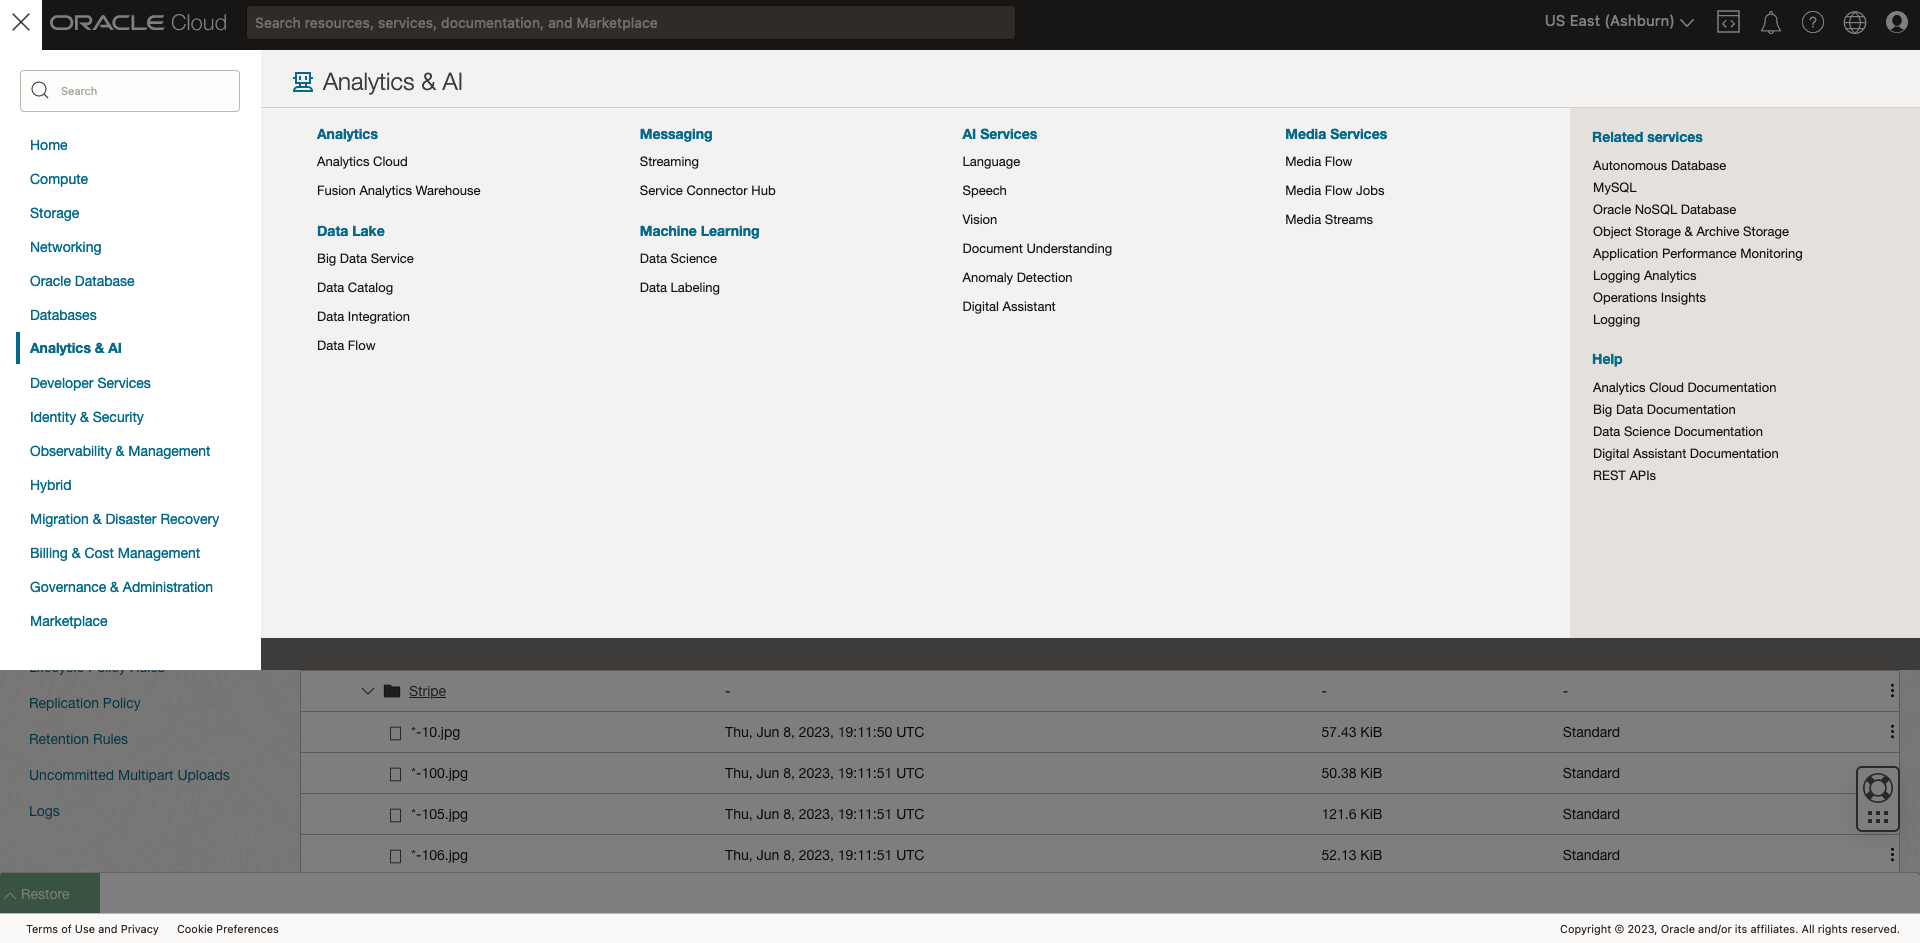 ORACLE Cloud
Search resources, services, documentation, and Marketplace
US East (Ashburn)
Search
Home
Compute
Storage
Networking
Oracle Database
Databases
Analytics & AI
Developer Services
Identity & Security
Observability & Management
Hybrid
Migration & Disaster Recovery
Billing & Cost Management
Governance & Administration
Marketplace
Analytics & AI
Analytics
Analytics Cloud
Fusion Analytics Warehouse
Data Lake
Big Data Service
Data Catalog
Data Integration
Data Flow
Messaging
Streaming
Service Connector Hub
Machine Learning
Data Science
Data Labeling
AI Services
Language
Speech
Vision
Document Understanding
Anomaly Detection
Digital Assistant
Media Services
Media Flow
Media Flow Jobs
Media Streams
Related services
Autonomous Database
MySQL
Oracle NoSQL Database
Object Storage & Archive Storage
Application Performance Monitoring
Logging Analytics
Operations Insights
Logging
Help
Analytics Cloud Documentation
Big Data Documentation
Data Science Documentation
Digital Assistant Documentation
REST APIs
Replication Policy
Retention Rules
Uncommitted Multipart Uploads
Logs
Stripe - - -
*-10.jpg Thu, Jun 8, 2023, 19:11:50 UTC 57.43 KiB Standard
*-100.jpg Thu, Jun 8, 2023, 19:11:51 UTC 50.38 KiB Standard
*-105.jpg Thu, Jun 8, 2023, 19:11:51 UTC 121.6 KiB Standard
*-106.jpg Thu, Jun 8, 2023, 19:11:51 UTC 52.13 KiB Standard
Restore
Terms of Use and Privacy Cookie Preferences
Copyright © 2023, Oracle and/or its affiliates. All rights reserved.